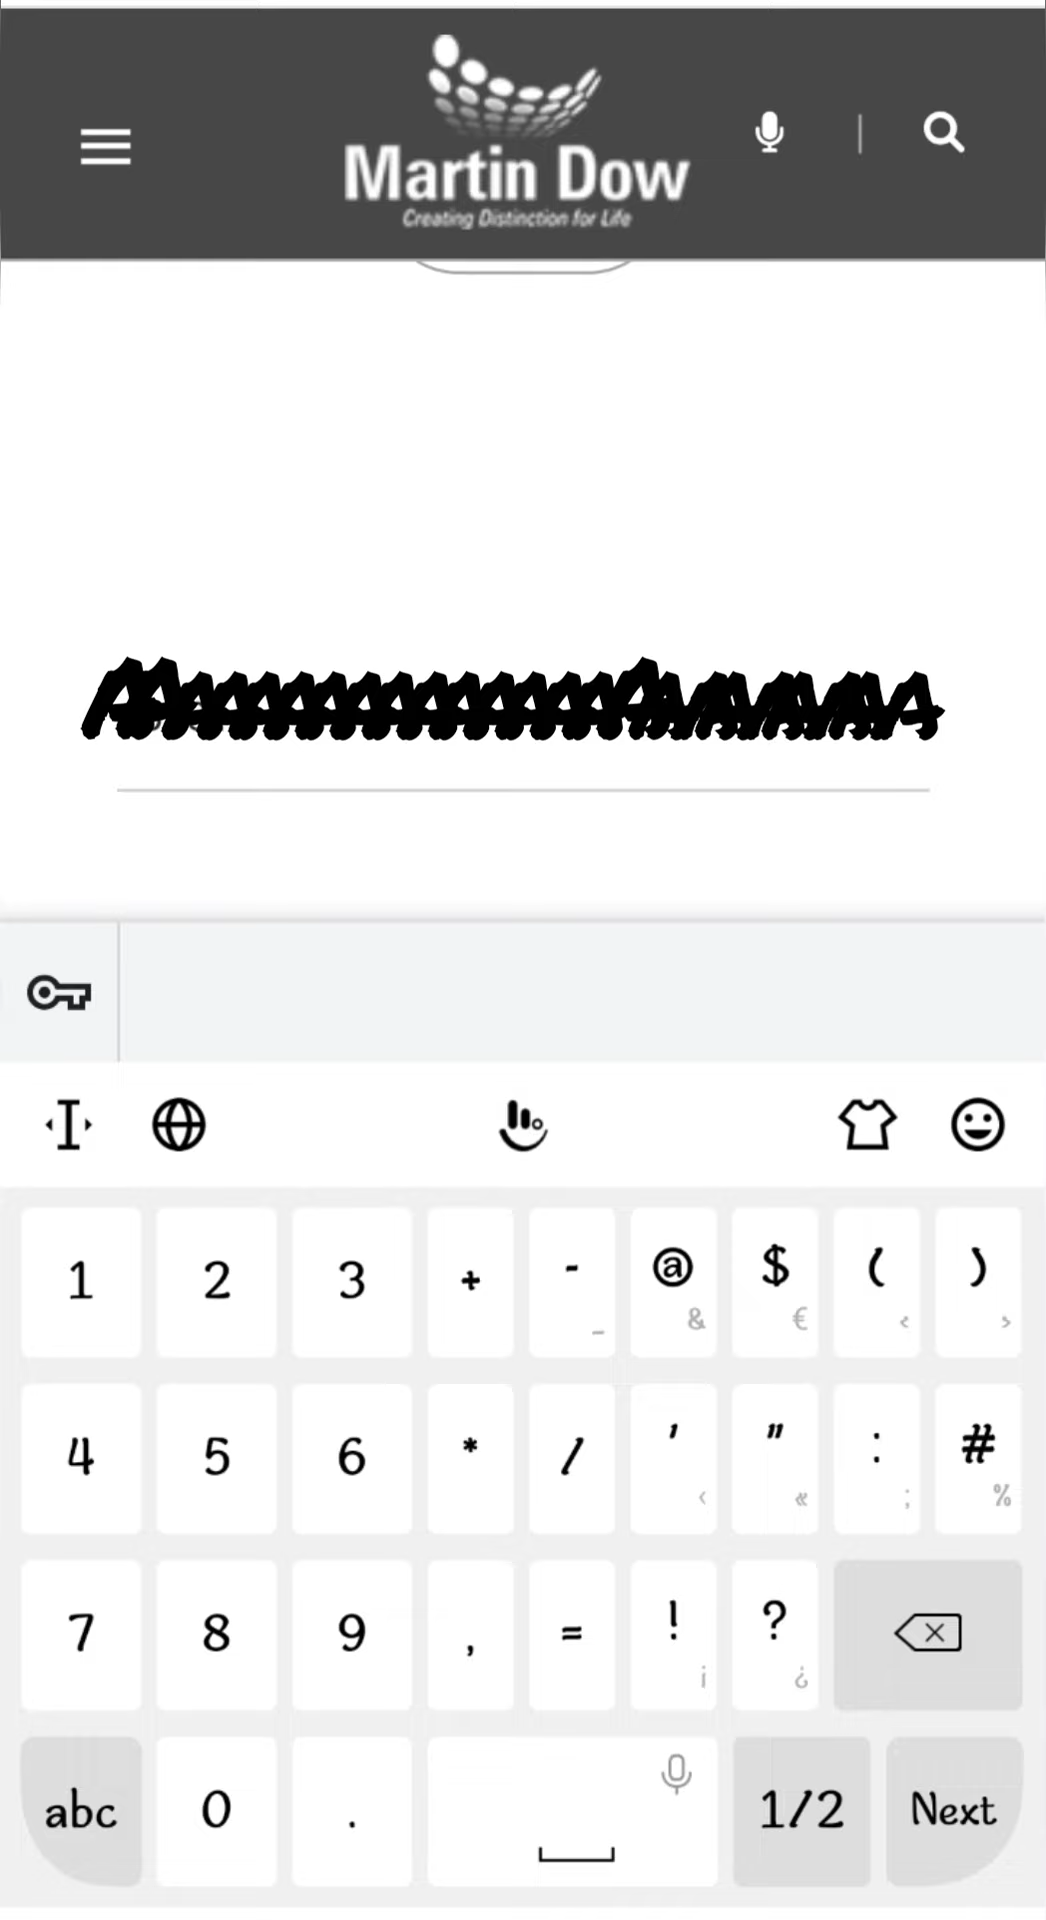 Martin Dow
Creating Distinction for Life
1 2 3 + - _ @ & $ € ( < ) >
4 5 6 * / ' ‹ " « : ; # %
7 8 9 , = ! ¡ ? ¿
abc 0 . 1/2 Next